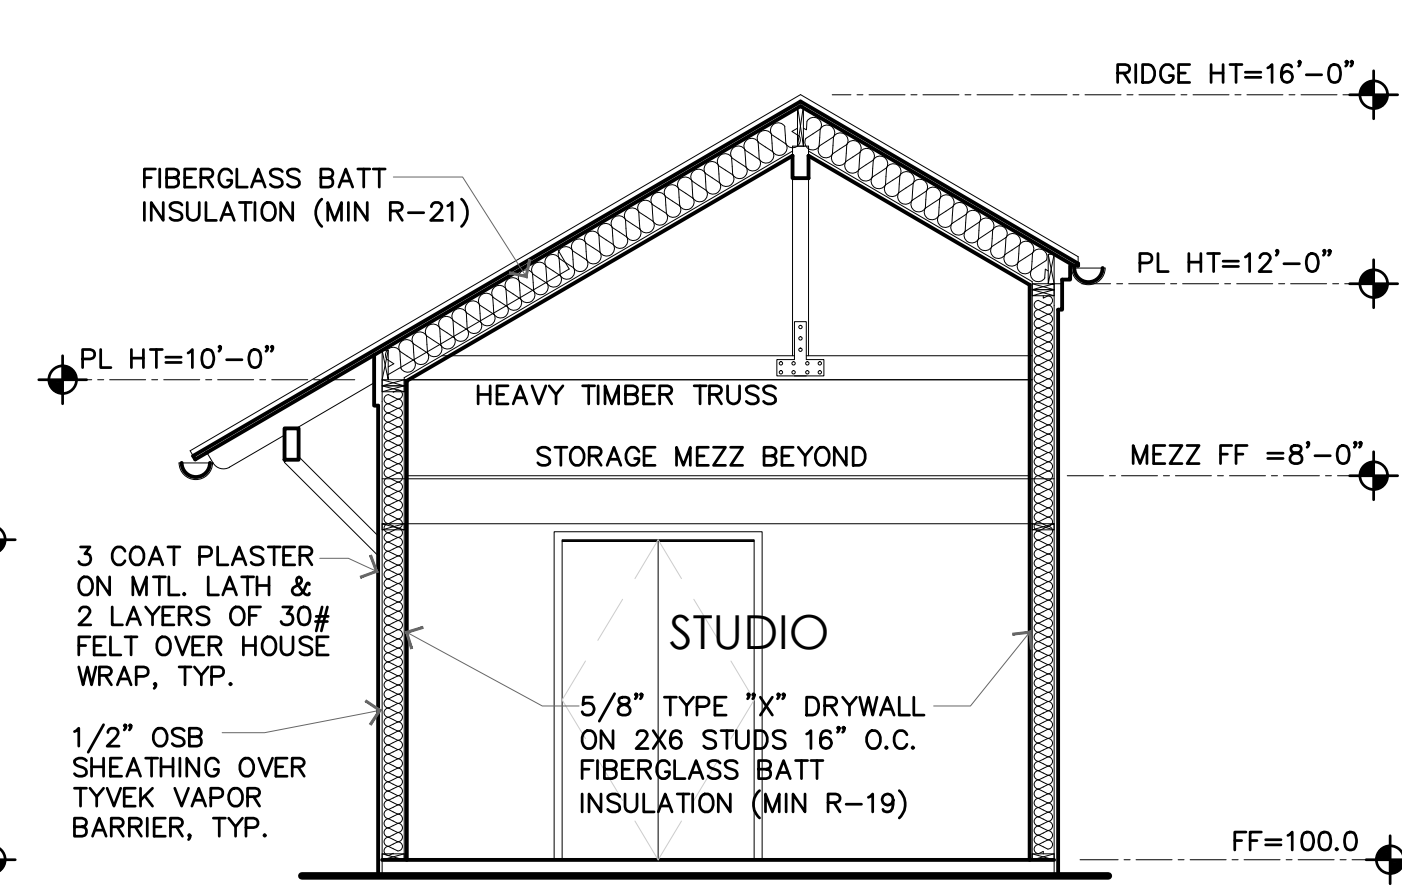 RIDGE HT=16'-0"
FIBERGLASS BATT
INSULATION (MIN R-21)
PL HT=12'-0"
PL HT=10'-0"
HEAVY TIMBER TRUSS
STORAGE MEZZ BEYOND
MEZZ FF =8'-0"
3 COAT PLASTER
ON MTL. LATH &
2 LAYERS OF 30#
FELT OVER HOUSE
WRAP, TYP.
STUDIO
5/8" TYPE "X" DRYWALL
ON 2X6 STUDS 16" O.C.
FIBERGLASS BATT
INSULATION (MIN R-19)
1/2" OSB
SHEATHING OVER
TYVEK VAPOR
BARRIER, TYP.
FF=100.0